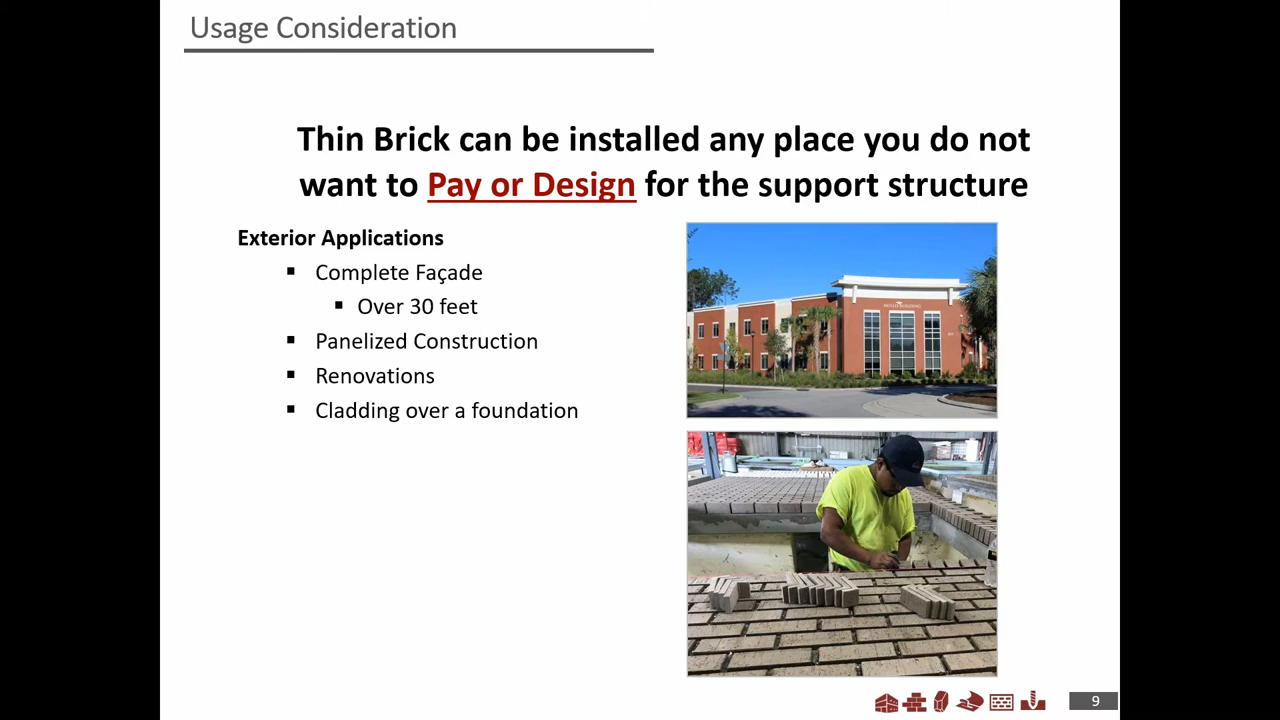 Usage Consideration
Thin Brick can be installed any place you do not
want to Pay or Design for the support structure
Exterior Applications
▪ Complete Façade
▪ Over 30 feet
▪ Panelized Construction
▪ Renovations
▪ Cladding over a foundation
9